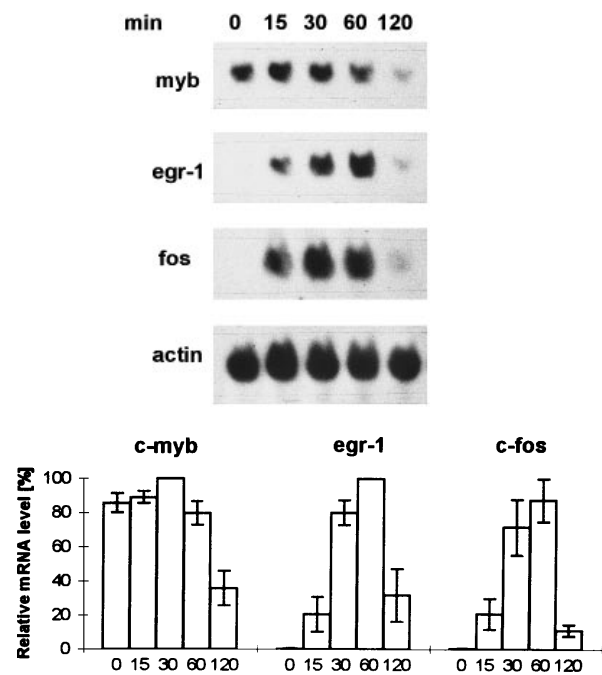 min 0 15 30 60 120
myb
egr-1
fos
actin
c-myb egr-1 c-fos
Relative mRNA level [%]
100
80
60
40
20
0
0 15 30 60 120 0 15 30 60 120 0 15 30 60 120